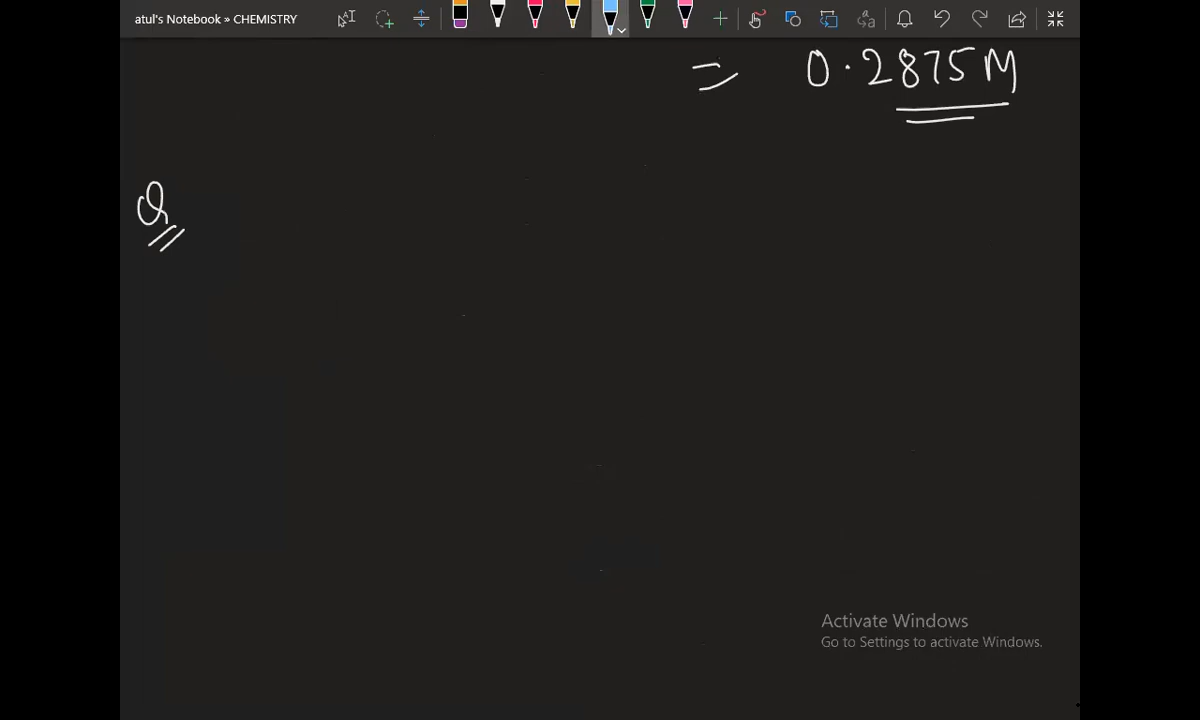 atul's Notebook » CHEMISTRY
= 0.2875 M
Q
Activate Windows
Go to Settings to activate Windows.